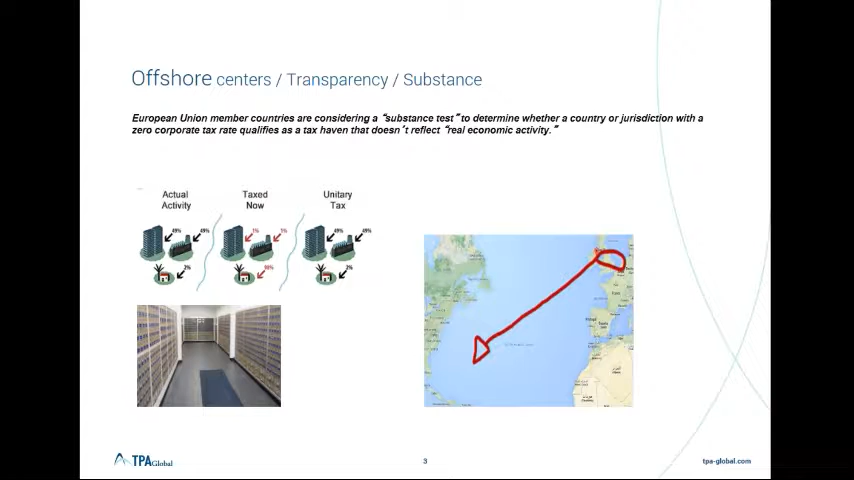 Offshore centers / Transparency / Substance
European Union member countries are considering a “substance test” to determine whether a country or jurisdiction with a
zero corporate tax rate qualifies as a tax haven that doesn’t reflect “real economic activity.”
Actual
Activity
Taxed
Now
Unitary
Tax
49% 49% 1% 1% 49% 49%
2% 98% 2%
TPA Global
3
tpa-global.com